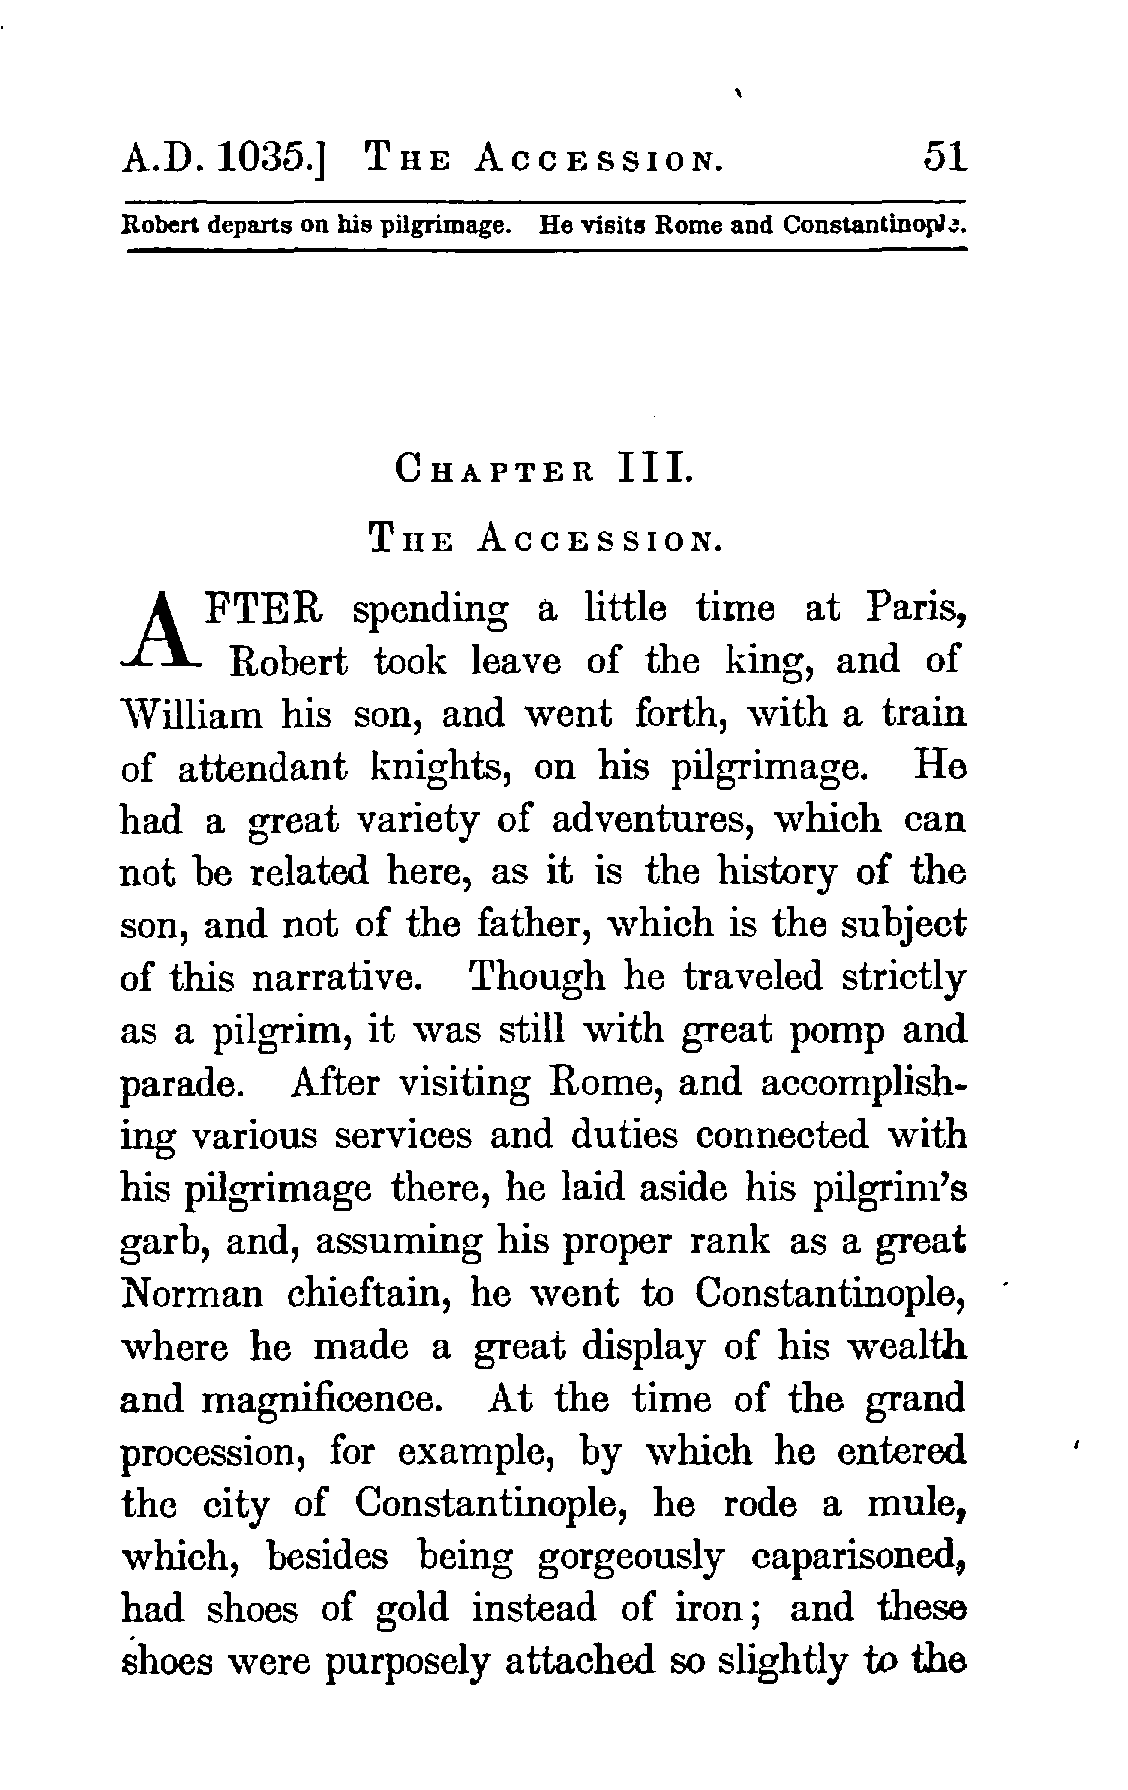 A.D. 1035.] THE ACCESSION. 51
Robert departs on his pilgrimage. He visits Rome and Constantinople.
CHAPTER III.
THE ACCESSION.
AFTER spending a little time at Paris,
Robert took leave of the king, and of
William his son, and went forth, with a train
of attendant knights, on his pilgrimage. He
had a great variety of adventures, which can
not be related here, as it is the history of the
son, and not of the father, which is the subject
of this narrative. Though he traveled strictly
as a pilgrim, it was still with great pomp and
parade. After visiting Rome, and accomplish-
ing various services and duties connected with
his pilgrimage there, he laid aside his pilgrim's
garb, and, assuming his proper rank as a great
Norman chieftain, he went to Constantinople,
where he made a great display of his wealth
and magnificence. At the time of the grand
procession, for example, by which he entered
the city of Constantinople, he rode a mule,
which, besides being gorgeously caparisoned,
had shoes of gold instead of iron; and these
shoes were purposely attached so slightly to the